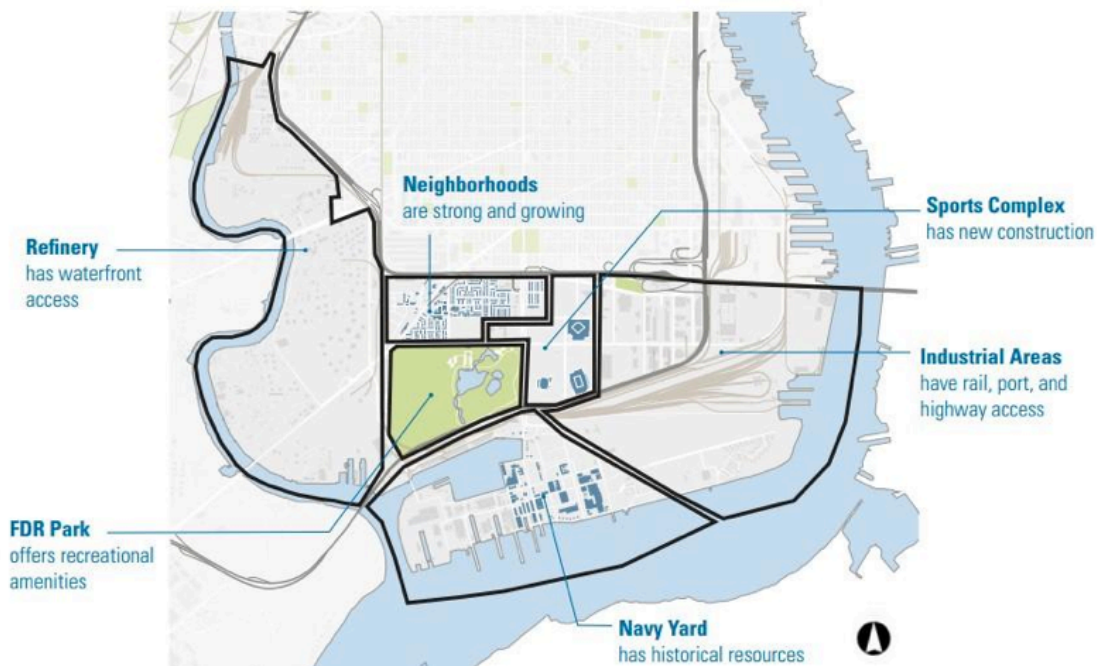 Neighborhoods
are strong and growing
Sports Complex
has new construction
Refinery
has waterfront
access
Industrial Areas
have rail, port, and
highway access
FDR Park
offers recreational
amenities
Navy Yard
has historical resources